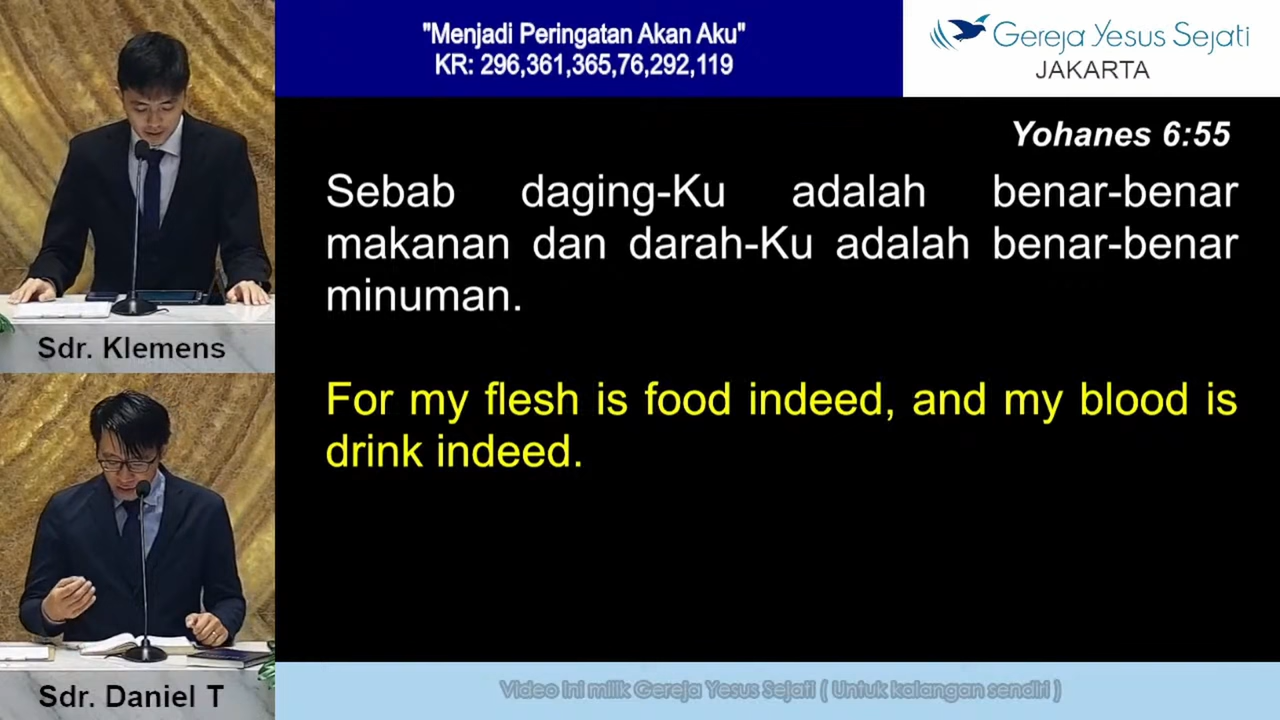 "Menjadi Peringatan Akan Aku"
KR: 296,361,365,76,292,119
Gereja Yesus Sejati
JAKARTA
Yohanes 6:55
Sebab daging-Ku adalah benar-benar
makanan dan darah-Ku adalah benar-benar
minuman.
For my flesh is food indeed, and my blood is
drink indeed.
Sdr. Klemens
Sdr. Daniel T
Video ini milik Gereja Yesus Sejati ( Untuk kalangan sendiri )